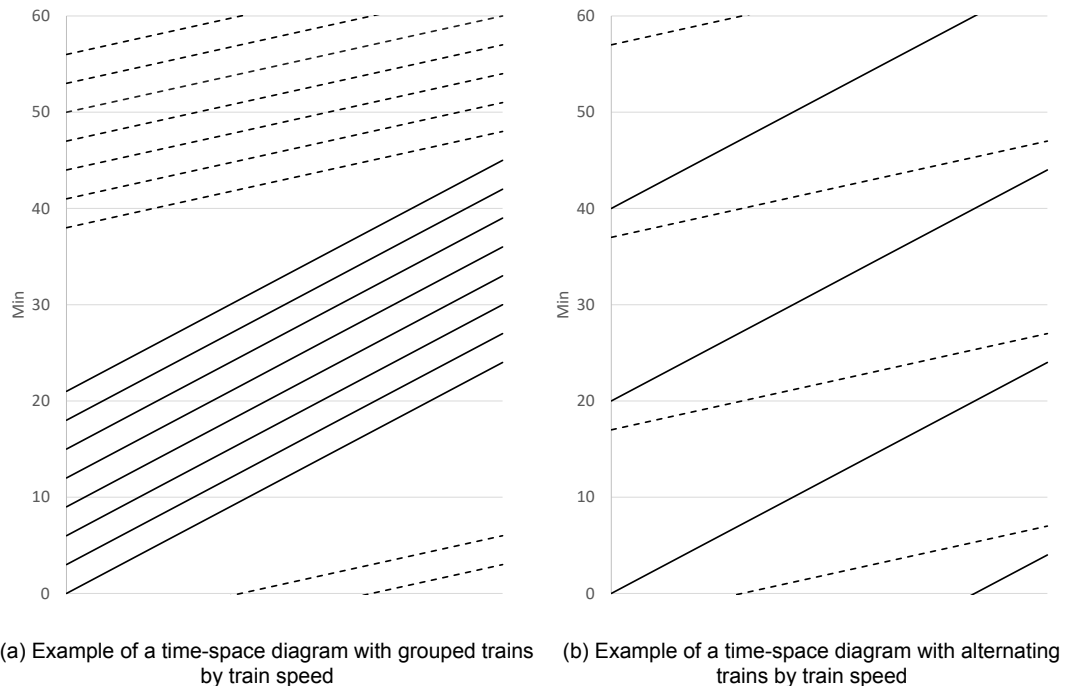 60
50
40
30
20
10
0
Min
60
50
40
30
20
10
0
Min
(a) Example of a time-space diagram with grouped trains
by train speed
(b) Example of a time-space diagram with alternating
trains by train speed